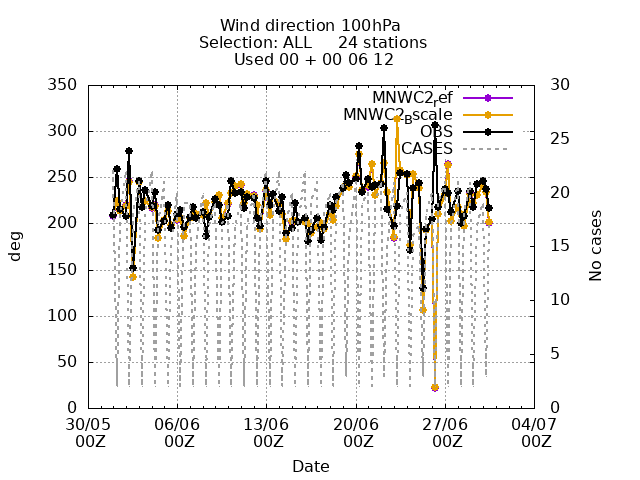 Wind direction 100hPa
Selection: ALL 24 stations
Used 00 + 00 06 12
350 30
MNWC2ref
MNWC2Bscale
OBS
CASES
300 25
250 20
200
150 15
100 10
50 5
0 0
deg
No cases
30/05 06/06 13/06 20/06 27/06 04/07
00Z 00Z 00Z 00Z 00Z 00Z
Date